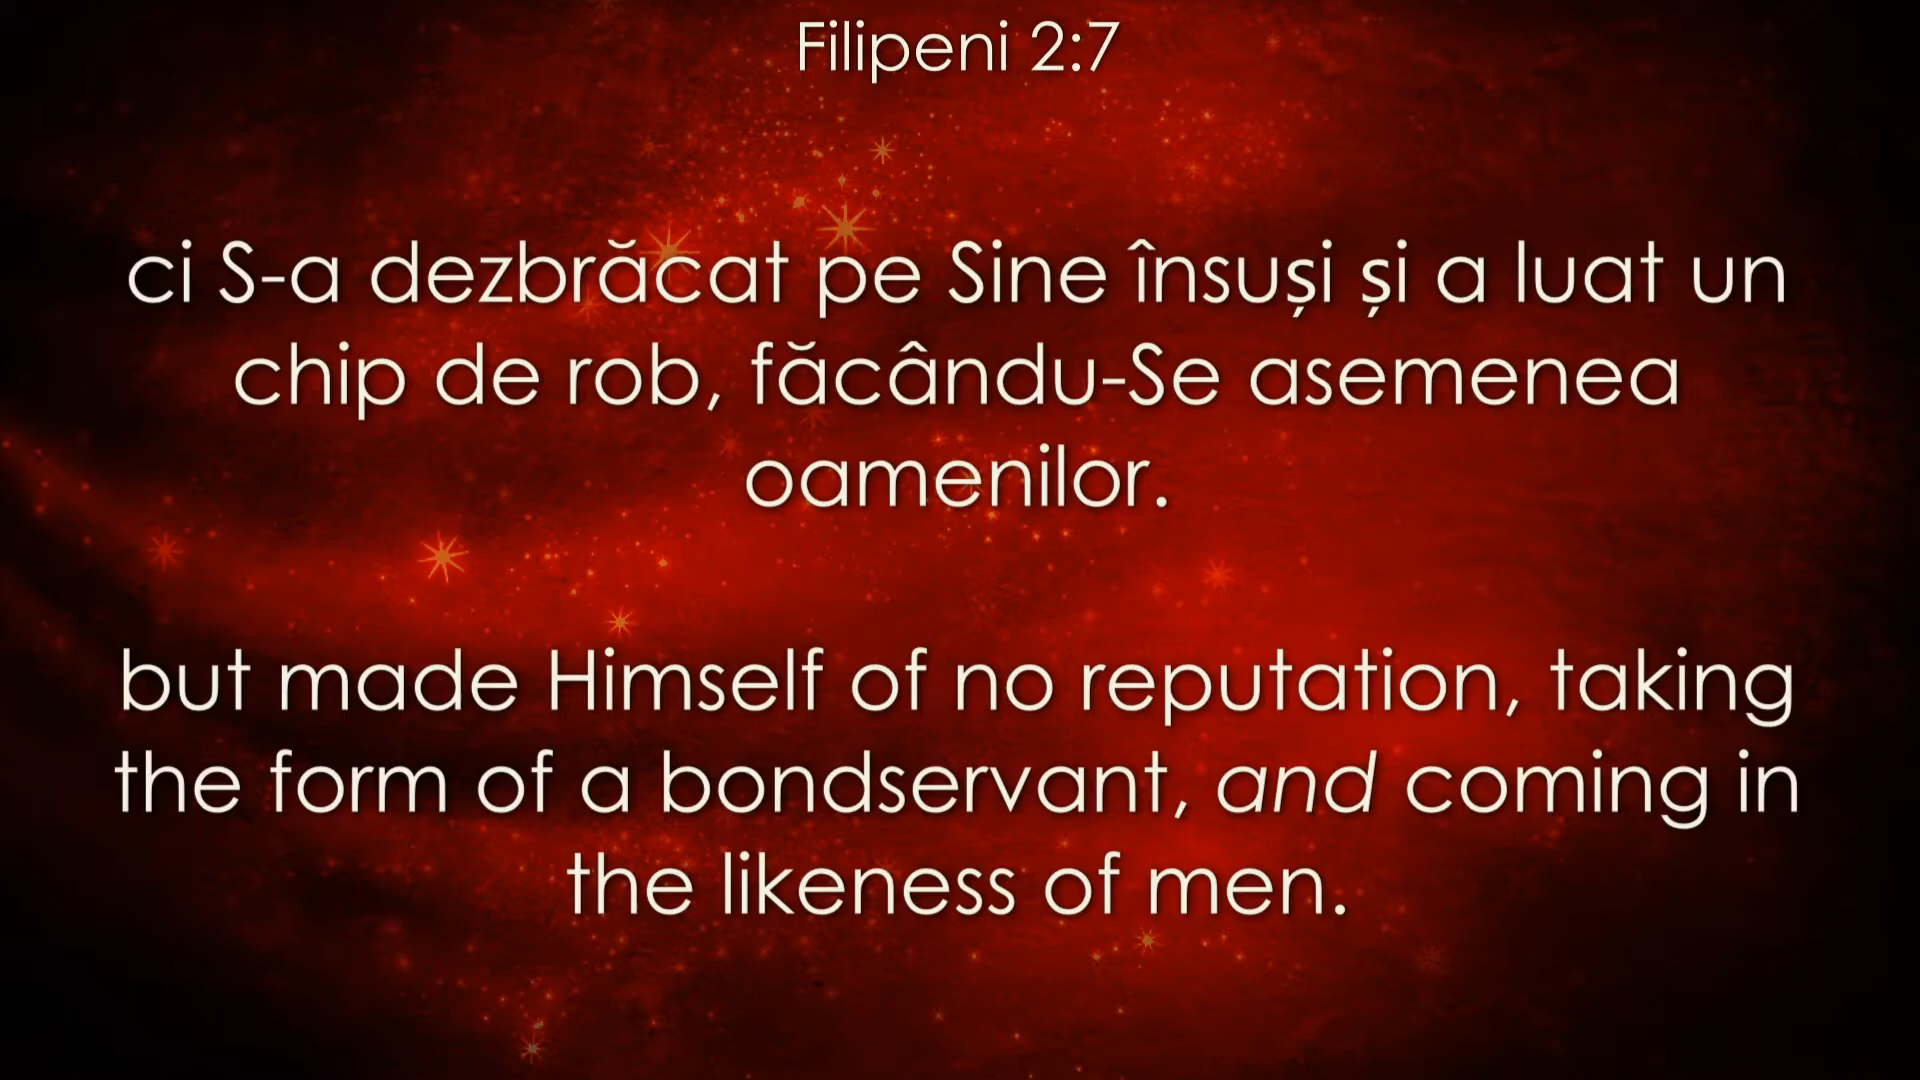 Filipeni 2:7
ci S-a dezbrăcat pe Sine însuși și a luat un
chip de rob, făcându-Se asemenea
oamenilor.
but made Himself of no reputation, taking
the form of a bondservant, and coming in
the likeness of men.